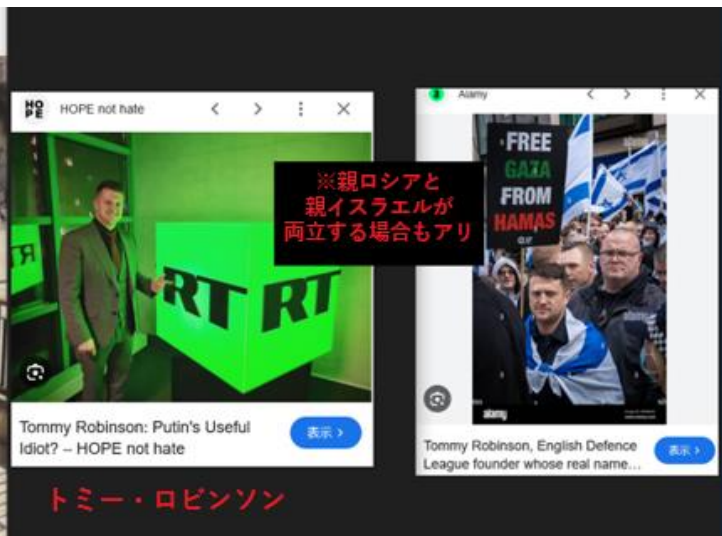 HOPE
HOPE not hate
RT
RT
Tommy Robinson: Putin's Useful
Idiot? – HOPE not hate
表示 >
※親ロシアと
親イスラエルが
両立する場合もアリ
Alamy
FREE
GAZA
FROM
HAMAS
alamy
alamy
Tommy Robinson, English Defence
League founder whose real name...
表示 >
トミー・ロビンソン